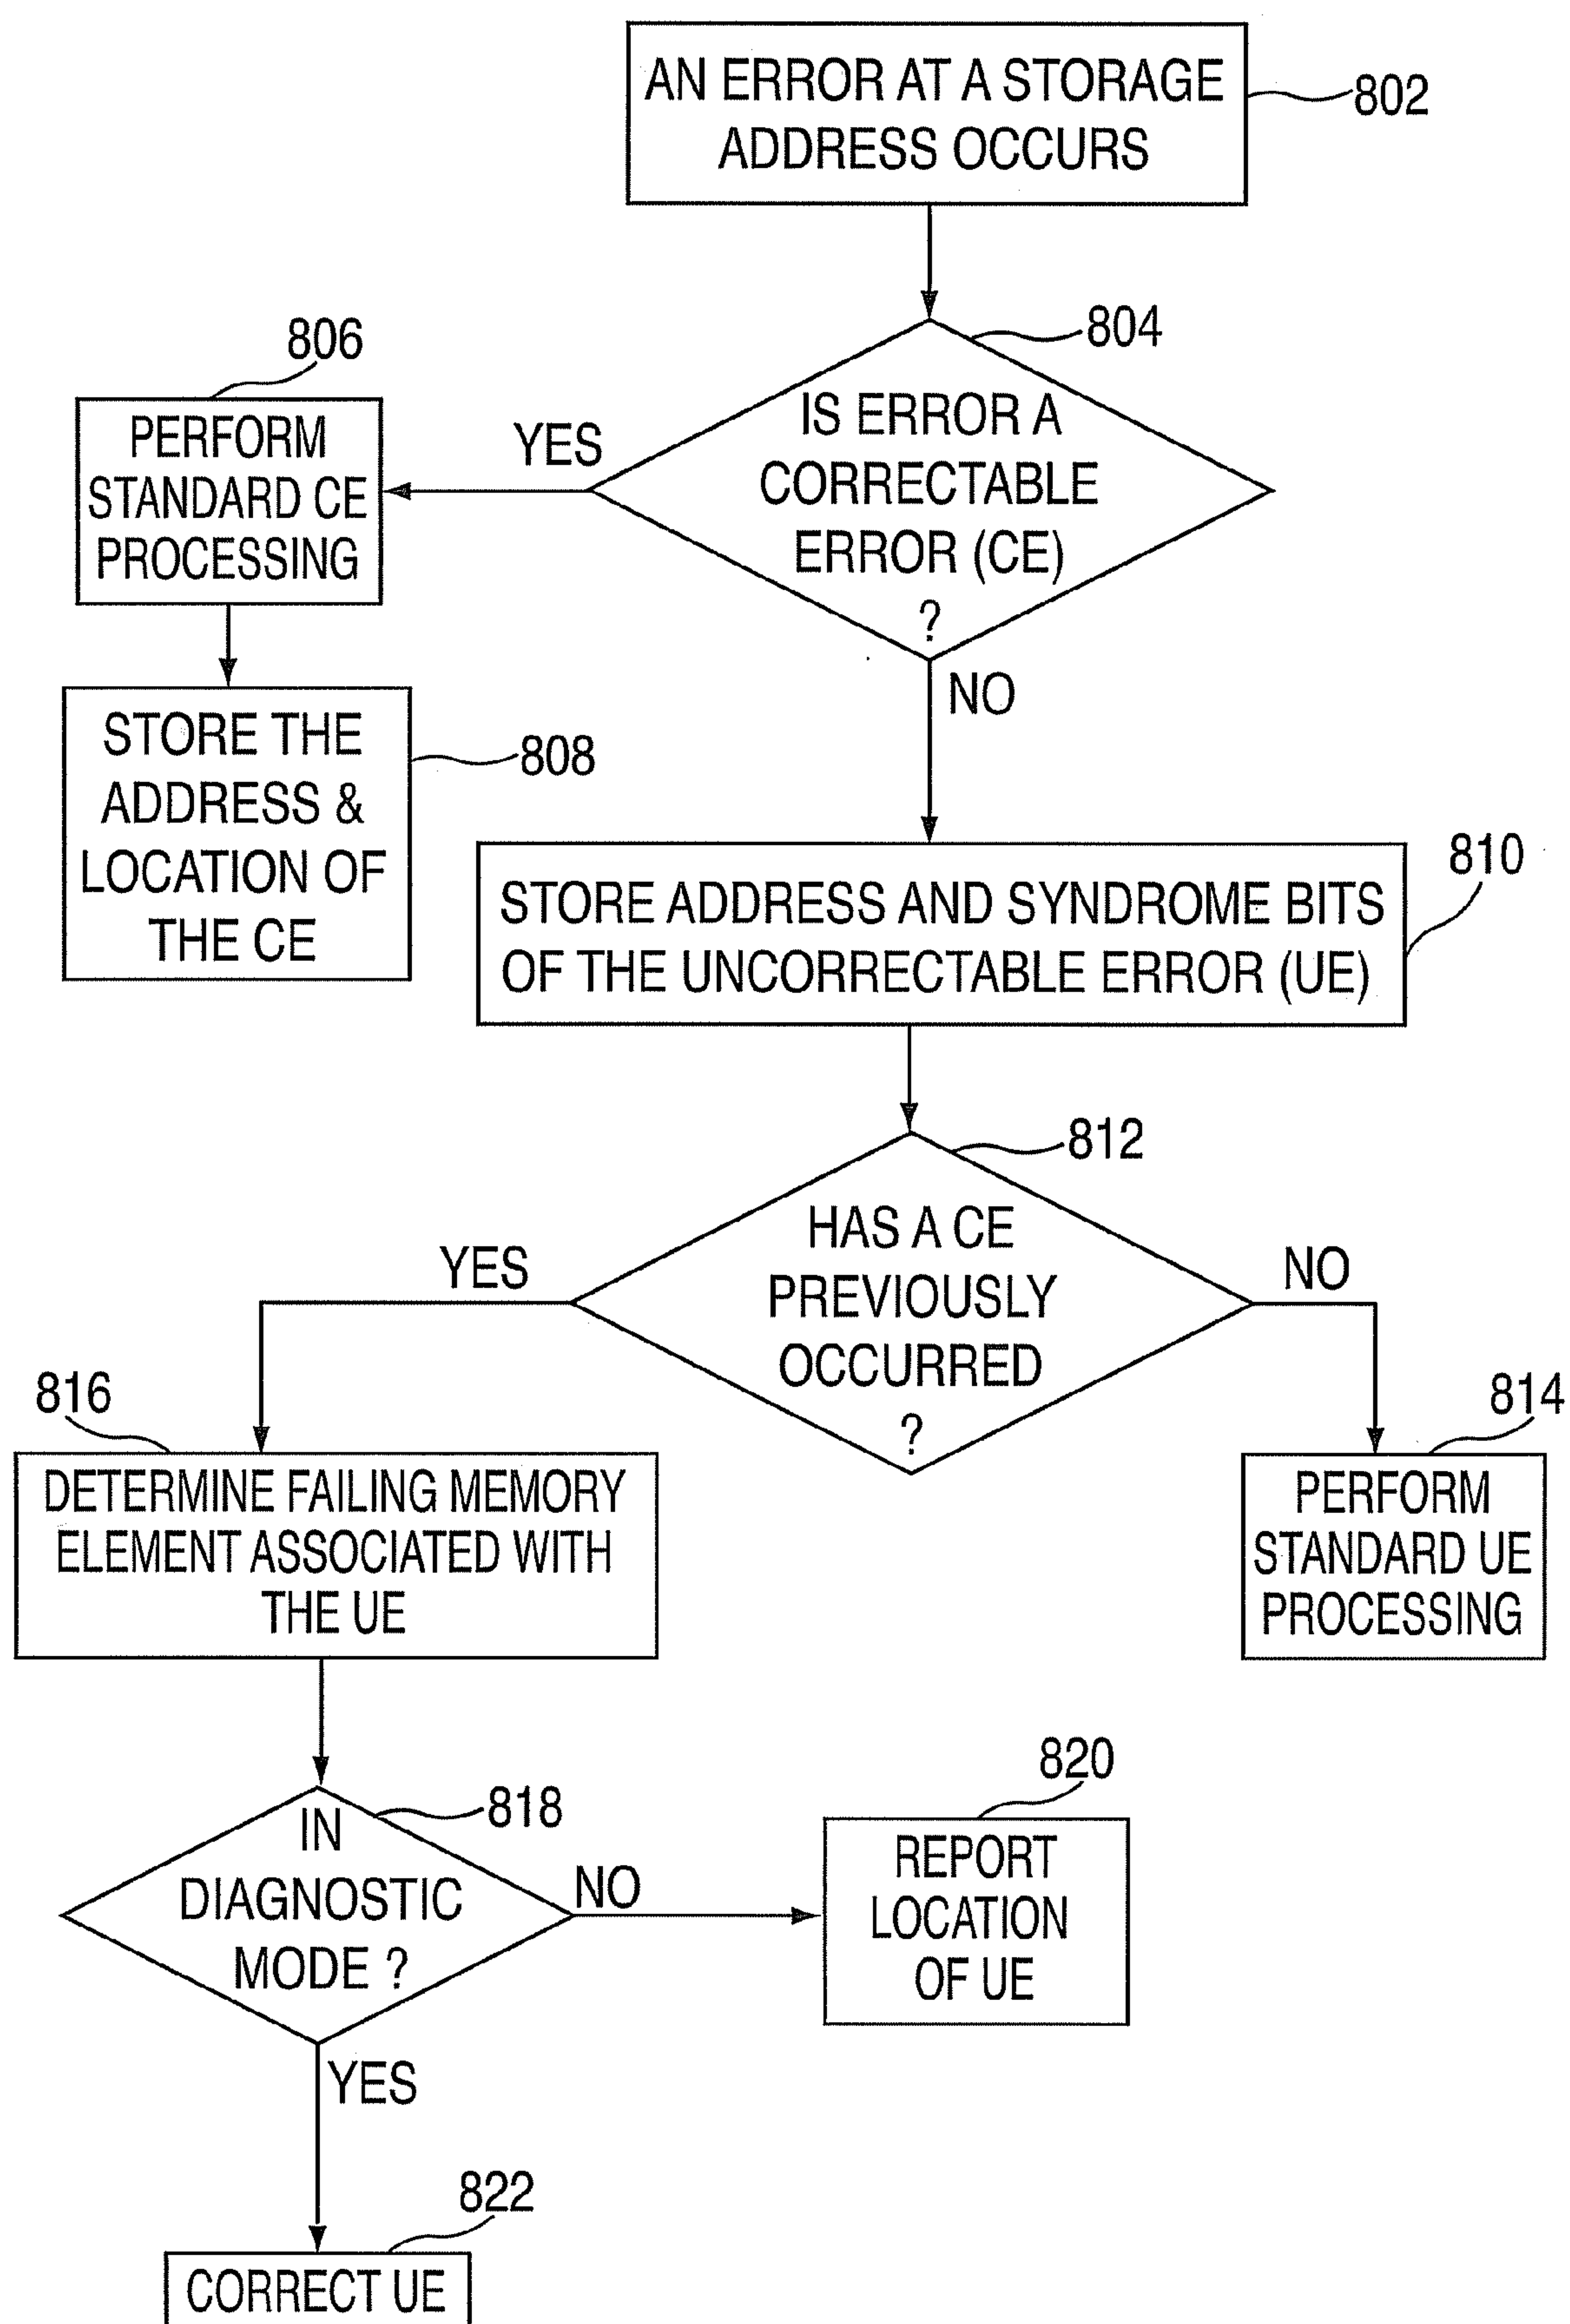 AN ERROR AT A STORAGE
ADDRESS OCCURS
802
804
IS ERROR A
CORRECTABLE
ERROR (CE)
?
YES
NO
806
PERFORM
STANDARD CE
PROCESSING
STORE THE
ADDRESS &
LOCATION OF
THE CE
808
810
STORE ADDRESS AND SYNDROME BITS
OF THE UNCORRECTABLE ERROR (UE)
812
HAS A CE
PREVIOUSLY
OCCURRED
?
YES
NO
814
PERFORM
STANDARD UE
PROCESSING
816
DETERMINE FAILING MEMORY
ELEMENT ASSOCIATED WITH
THE UE
818
IN
DIAGNOSTIC
MODE ?
NO
820
REPORT
LOCATION
OF UE
YES
822
CORRECT UE